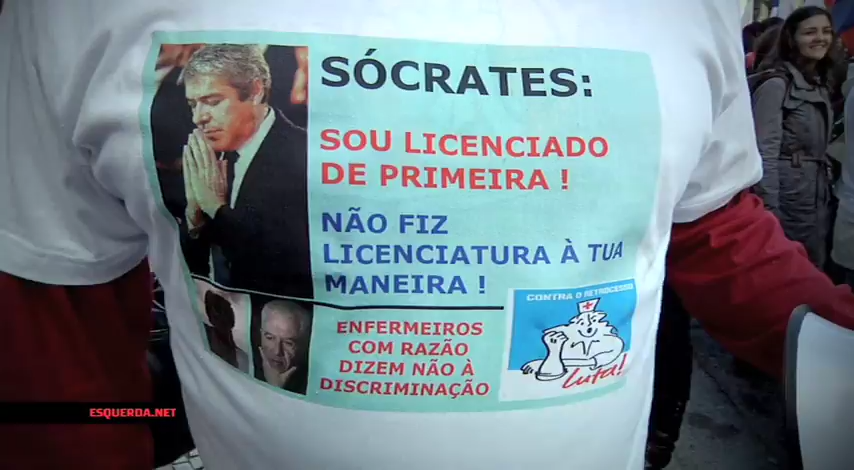 SÓCRATES:
SOU LICENCIADO
DE PRIMEIRA !
NÃO FIZ
LICENCIATURA À TUA
MANEIRA !
CONTRA O RETROCESSO
ENFERMEIROS
COM RAZÃO
DIZEM NÃO À
DISCRIMINAÇÃO
Luta!
ESQUERDA.NET